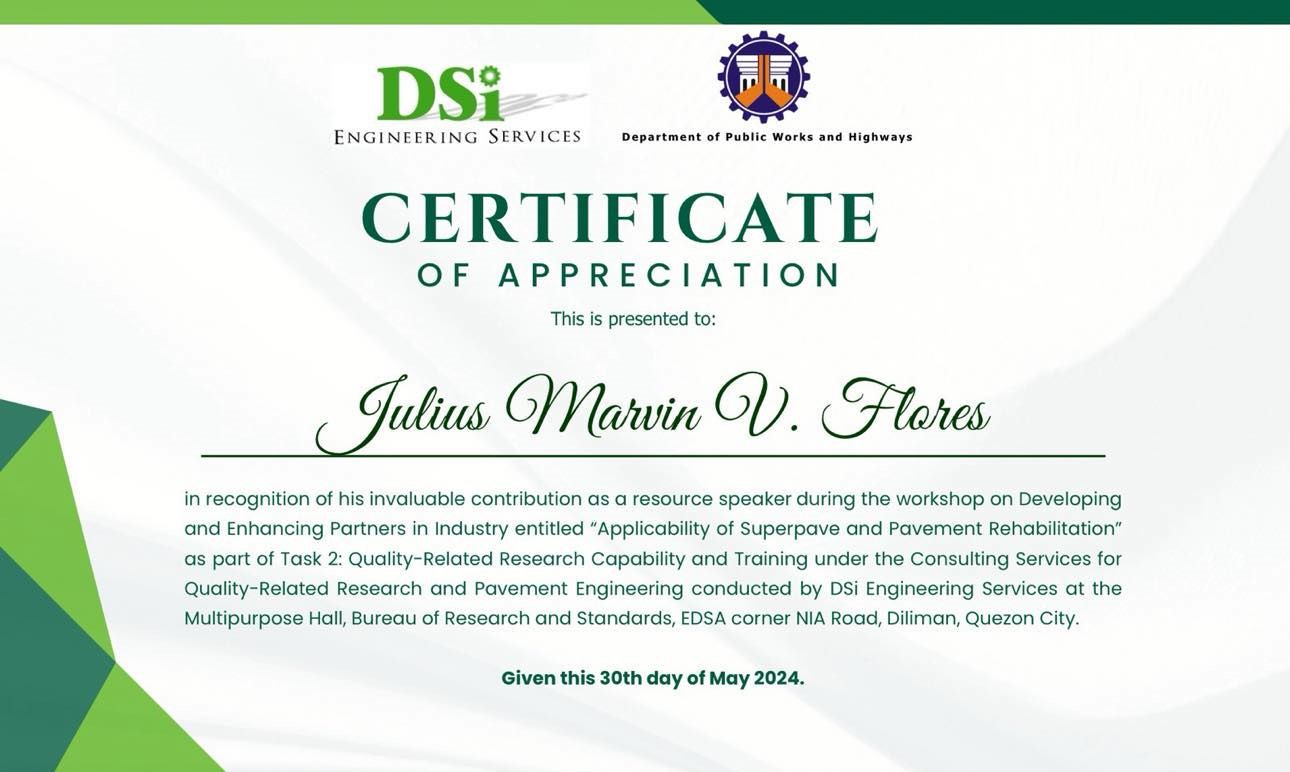 DSi
ENGINEERING SERVICES
Department of Public Works and Highways
CERTIFICATE
OF APPRECIATION
This is presented to:
Julius Marvin V. Flores
in recognition of his invaluable contribution as a resource speaker during the workshop on Developing
and Enhancing Partners in Industry entitled “Applicability of Superpave and Pavement Rehabilitation”
as part of Task 2: Quality-Related Research Capability and Training under the Consulting Services for
Quality-Related Research and Pavement Engineering conducted by DSi Engineering Services at the
Multipurpose Hall, Bureau of Research and Standards, EDSA corner NIA Road, Diliman, Quezon City.
Given this 30th day of May 2024.